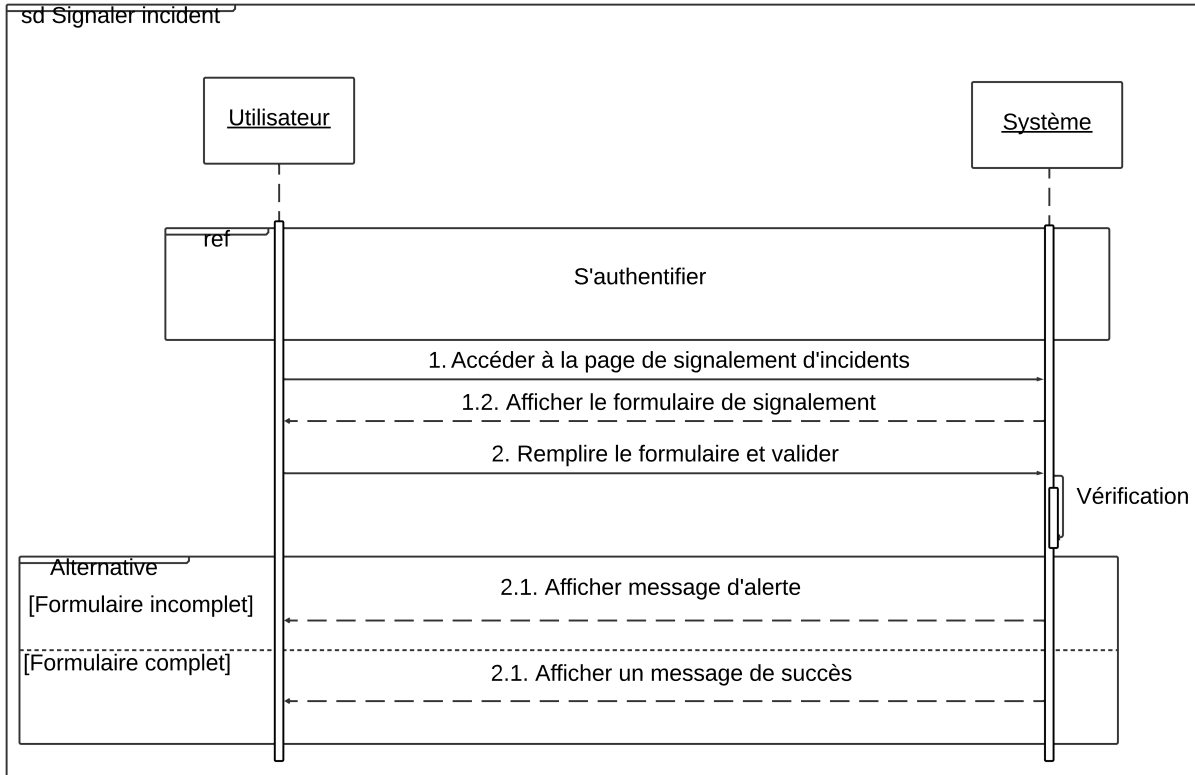 sd Signaler incident
Utilisateur
Système
ref
S'authentifier
1. Accéder à la page de signalement d'incidents
1.2. Afficher le formulaire de signalement
2. Remplire le formulaire et valider
Vérification
Alternative
2.1. Afficher message d'alerte
[Formulaire incomplet]
[Formulaire complet]
2.1. Afficher un message de succès